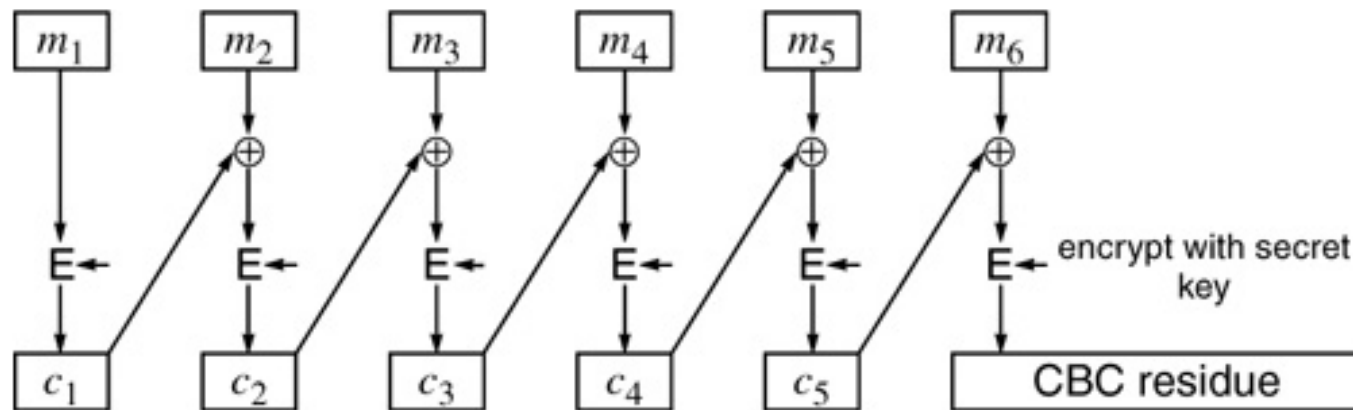 m₁ m₂ m₃ m₄ m₅ m₆
⊕ ⊕ ⊕ ⊕ ⊕
E E E E E E encrypt with secret
key
c₁ c₂ c₃ c₄ c₅ CBC residue